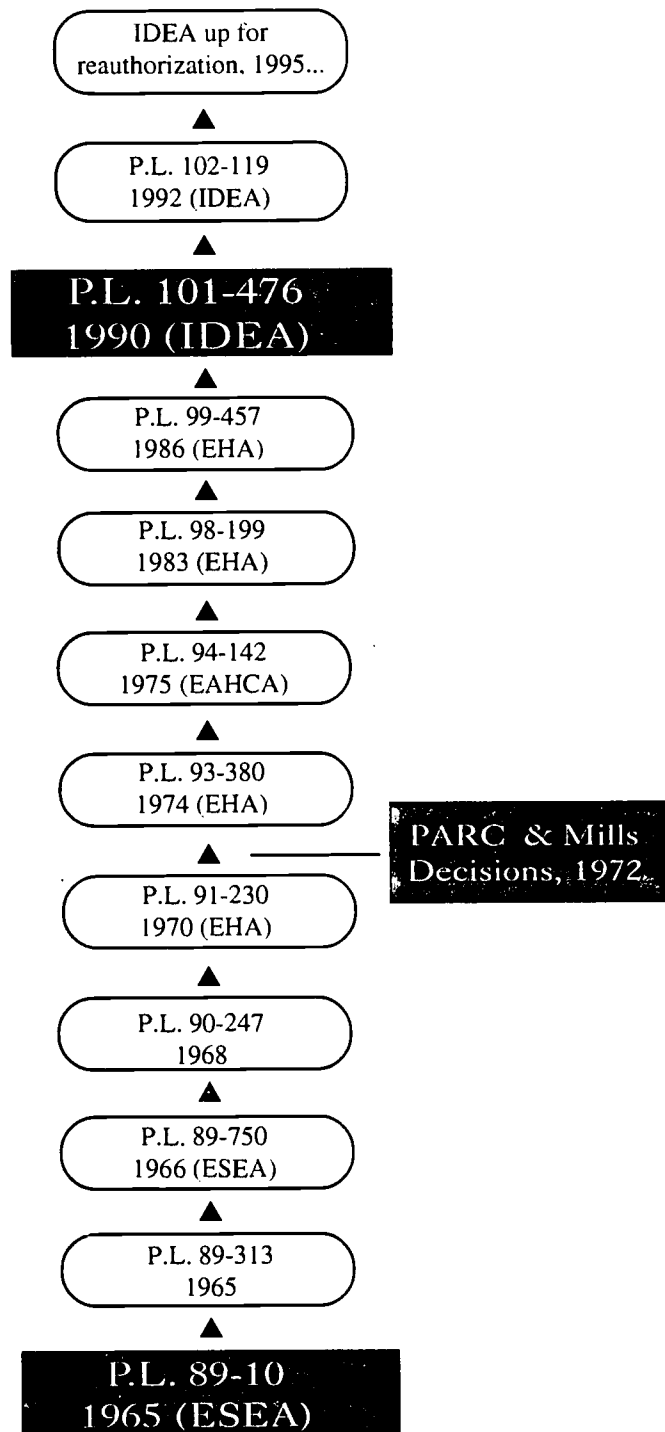 IDEA up for
reauthorization, 1995...
P.L. 102-119
1992 (IDEA)
P.L. 101-476
1990 (IDEA)
P.L. 99-457
1986 (EHA)
P.L. 98-199
1983 (EHA)
P.L. 94-142
1975 (EAHCA)
P.L. 93-380
1974 (EHA)
PARC & Mills
Decisions, 1972
P.L. 91-230
1970 (EHA)
P.L. 90-247
1968
P.L. 89-750
1966 (ESEA)
P.L. 89-313
1965
P.L. 89-10
1965 (ESEA)